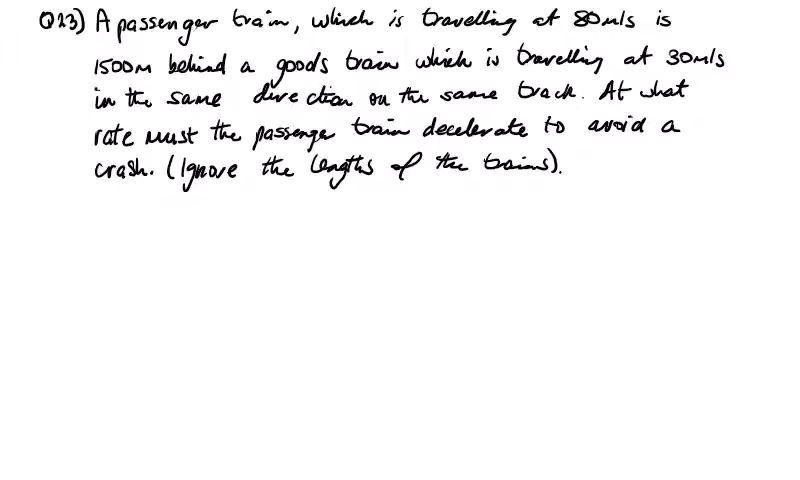 Q23) A passenger train, which is travelling at 80m/s is
1500m behind a goods train which is travelling at 30m/s
in the same direction on the same track. At what
rate must the passenger train decelerate to avoid a
crash. (Ignore the lengths of the trains).